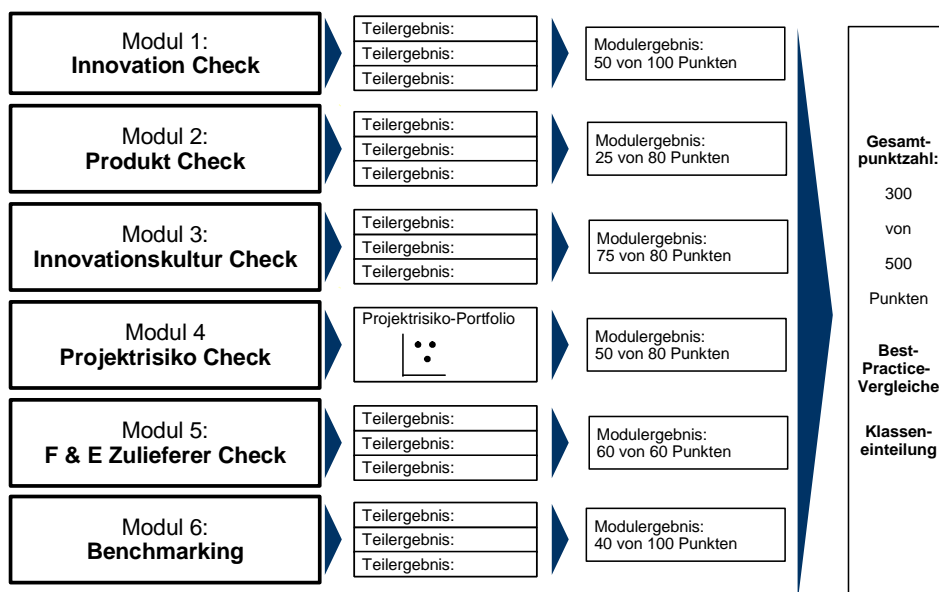 Modul 1:
Innovation Check
Teilergebnis:
Teilergebnis:
Teilergebnis:
Modulergebnis:
50 von 100 Punkten
Modul 2:
Produkt Check
Teilergebnis:
Teilergebnis:
Teilergebnis:
Modulergebnis:
25 von 80 Punkten
Modul 3:
Innovationskultur Check
Teilergebnis:
Teilergebnis:
Teilergebnis:
Modulergebnis:
75 von 80 Punkten
Modul 4
Projektrisiko Check
Projektrisiko-Portfolio
Modulergebnis:
50 von 80 Punkten
Modul 5:
F & E Zulieferer Check
Teilergebnis:
Teilergebnis:
Teilergebnis:
Modulergebnis:
60 von 60 Punkten
Modul 6:
Benchmarking
Teilergebnis:
Teilergebnis:
Teilergebnis:
Modulergebnis:
40 von 100 Punkten
Gesamt-
punktzahl:
300
von
500
Punkten
Best-
Practice-
Vergleiche
Klassen-
einteilung